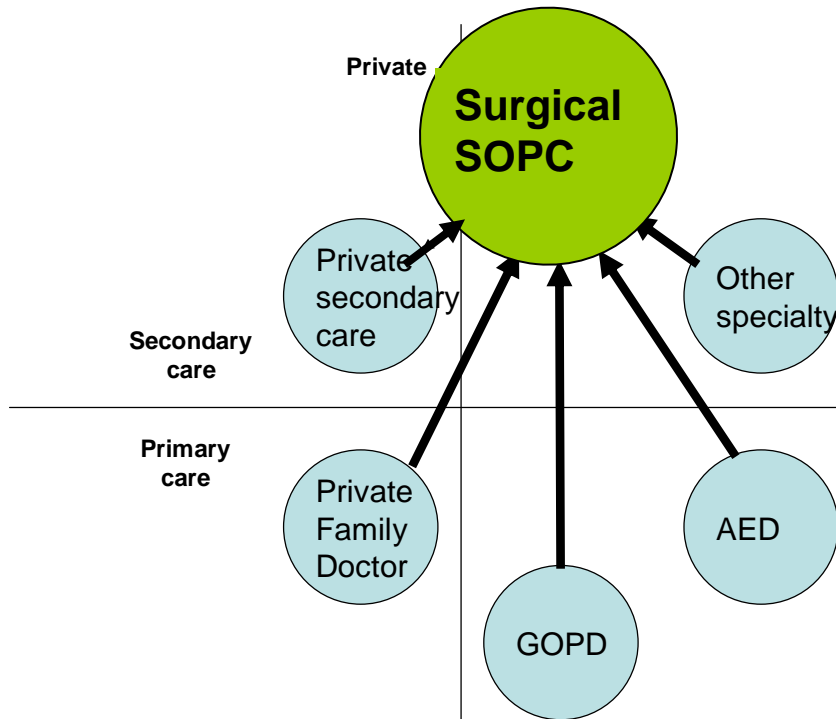 Private
Surgical
SOPC
Private
secondary
care
Other
specialty
Secondary
care
Primary
care
Private
Family
Doctor
AED
GOPD